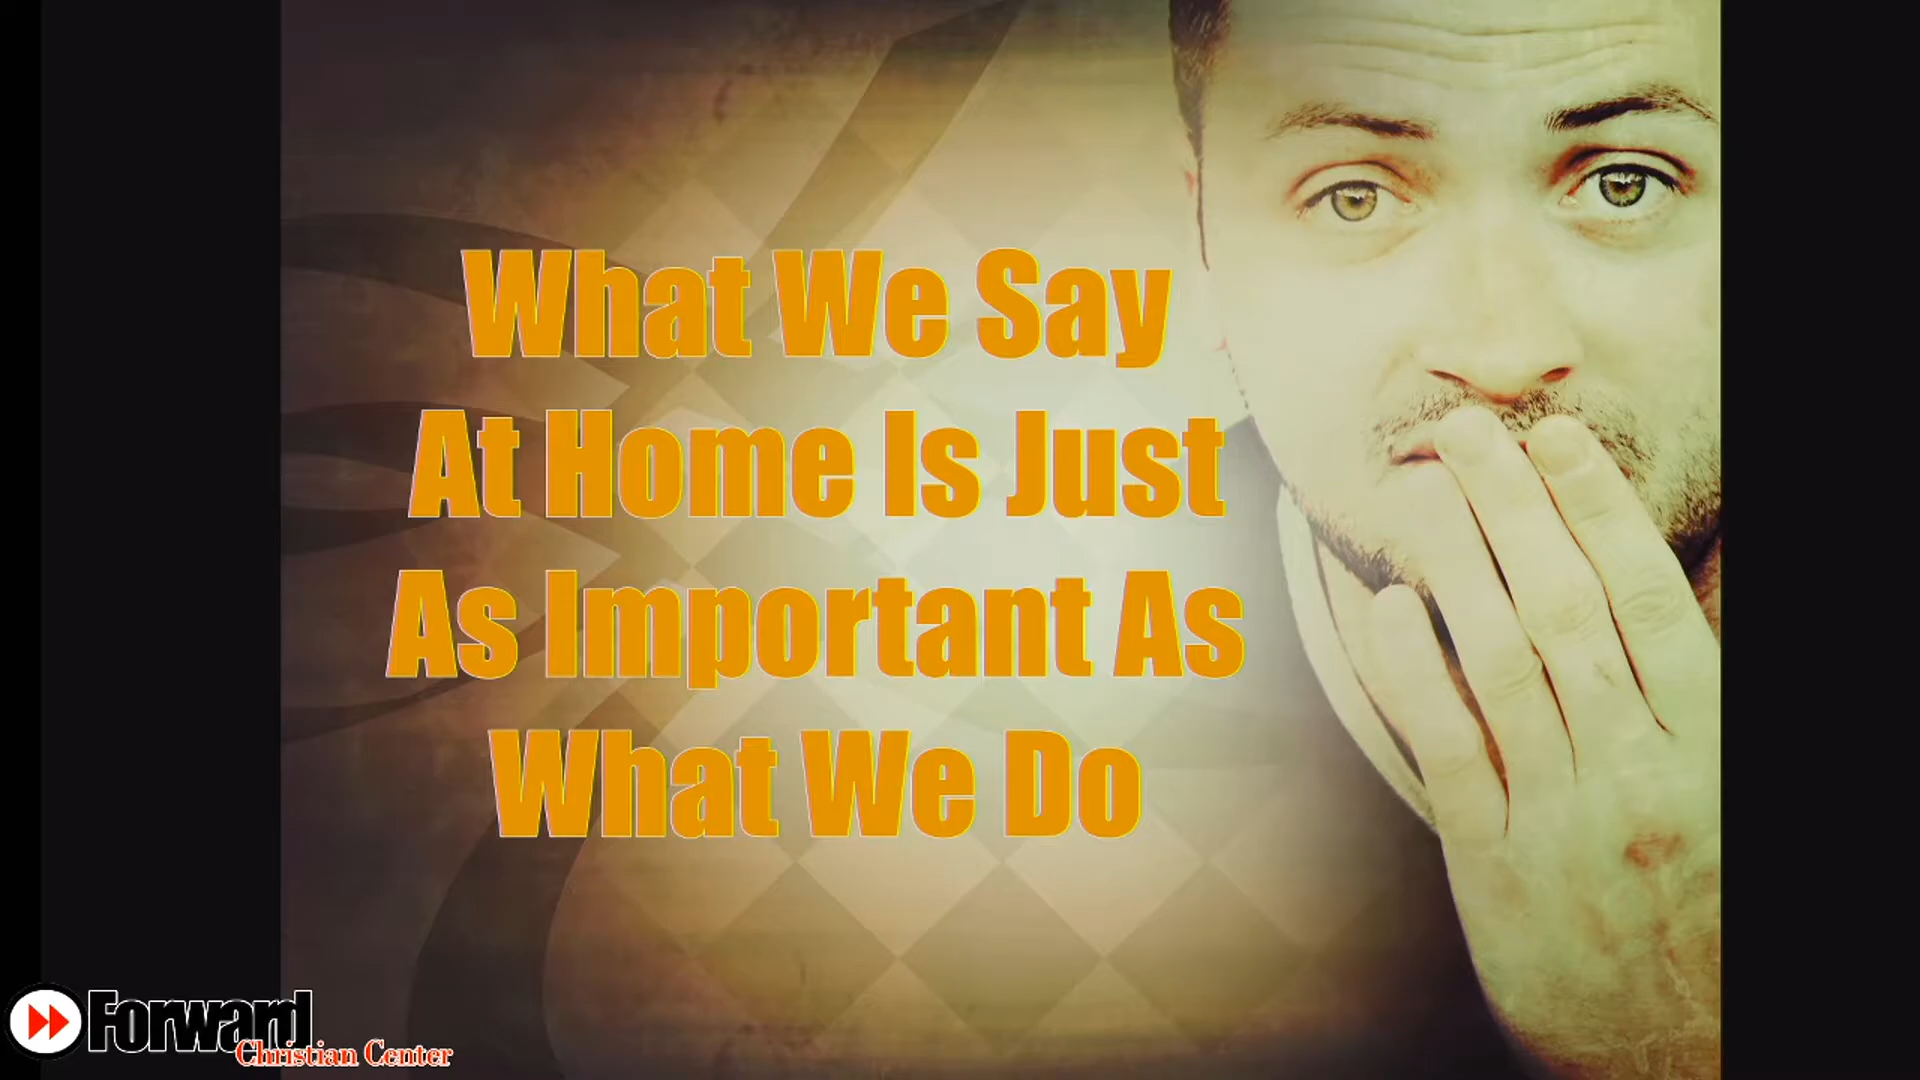 What We Say
At Home Is Just
As Important As
What We Do
Forward
Christian Center